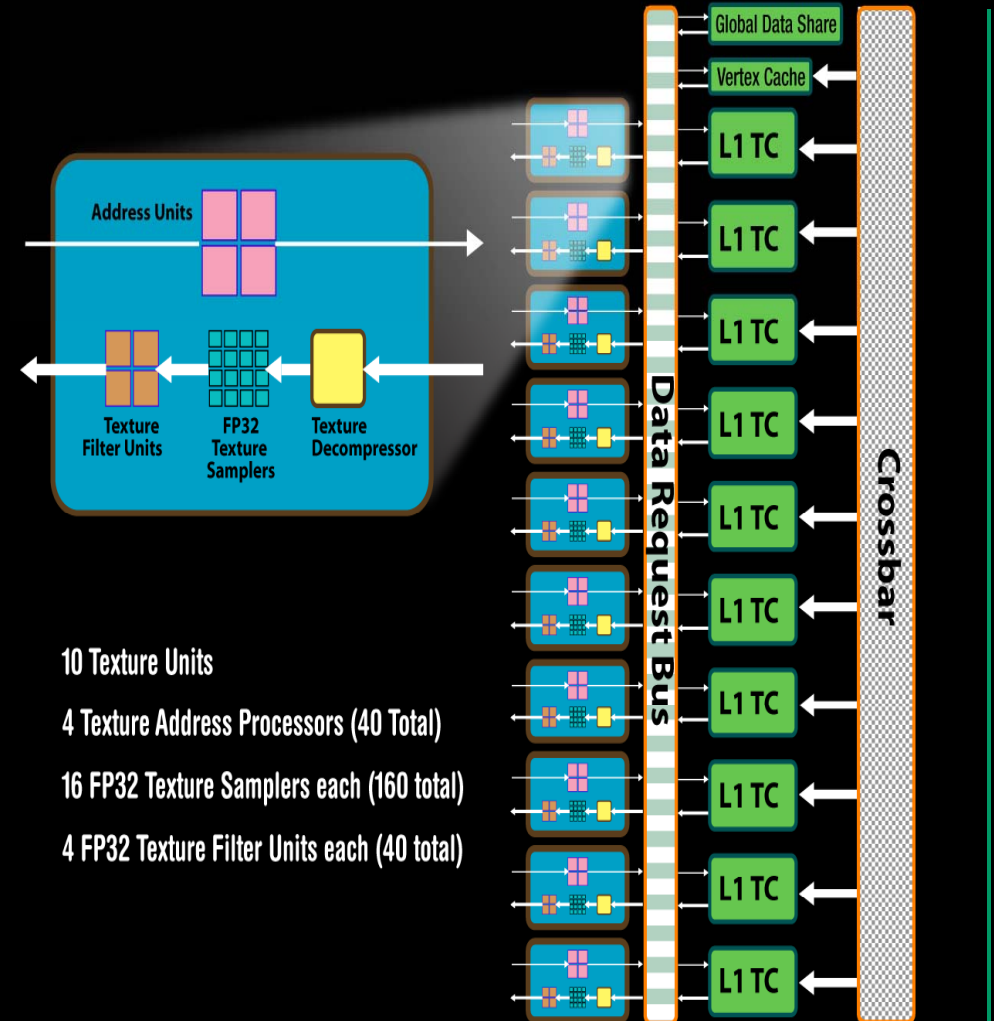 Global Data Share
Vertex Cache
L1 TC
L1 TC
L1 TC
L1 TC
L1 TC
L1 TC
L1 TC
L1 TC
L1 TC
L1 TC
Data Request Bus
Crossbar
Address Units
Texture
Filter Units
FP32
Texture
Samplers
Texture
Decompressor
10 Texture Units
4 Texture Address Processors (40 Total)
16 FP32 Texture Samplers each (160 total)
4 FP32 Texture Filter Units each (40 total)